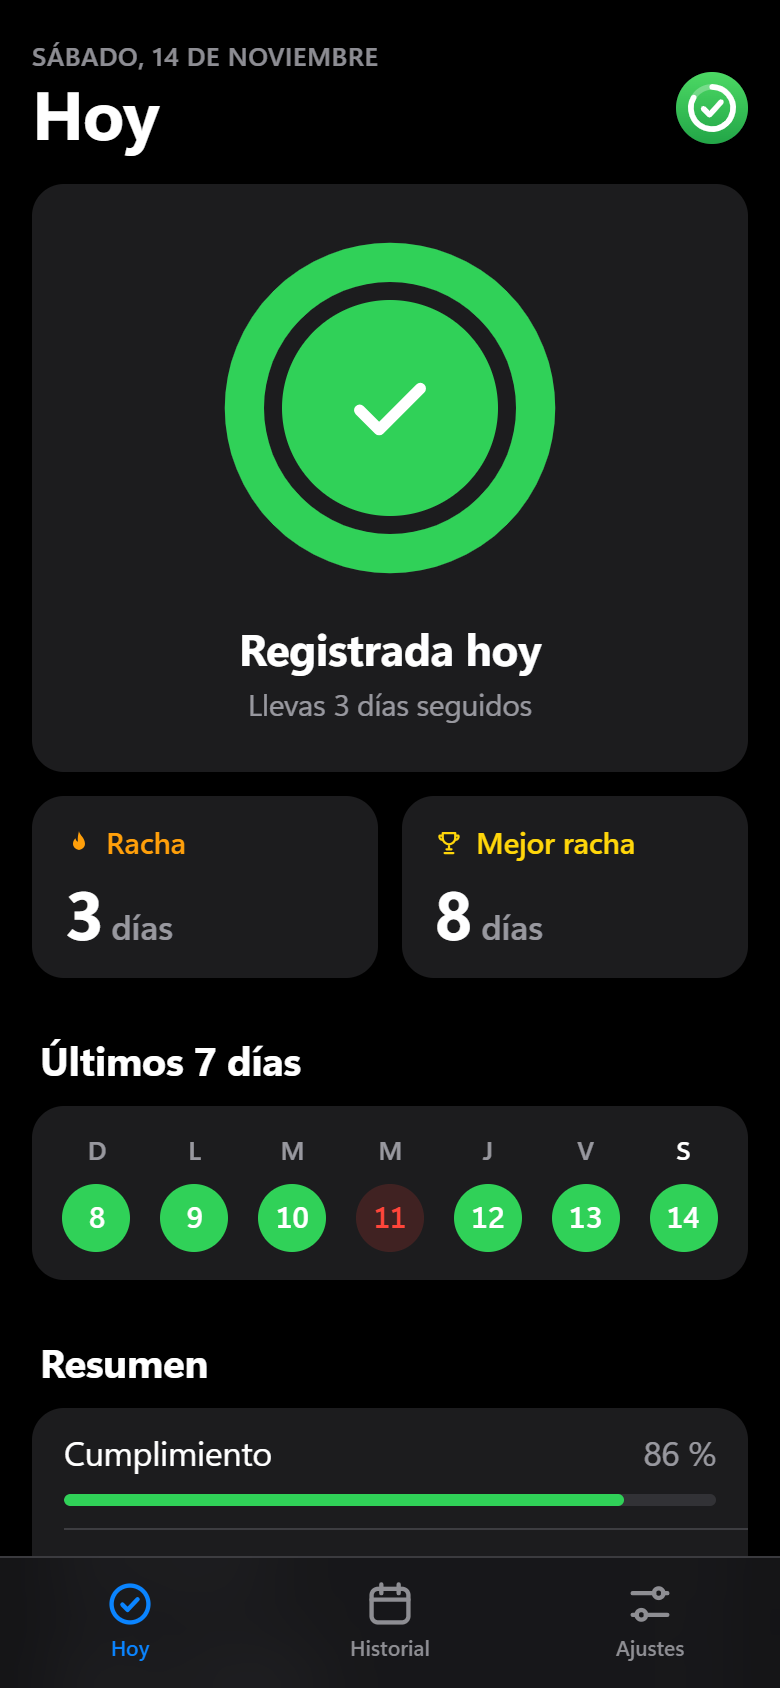 SÁBADO, 14 DE NOVIEMBRE
Hoy
Registrada hoy
Llevas 3 días seguidos
Racha
3 días
Mejor racha
8 días
Últimos 7 días
D L M M J V S
8 9 10 11 12 13 14
Resumen
Cumplimiento 86 %
Hoy Historial Ajustes